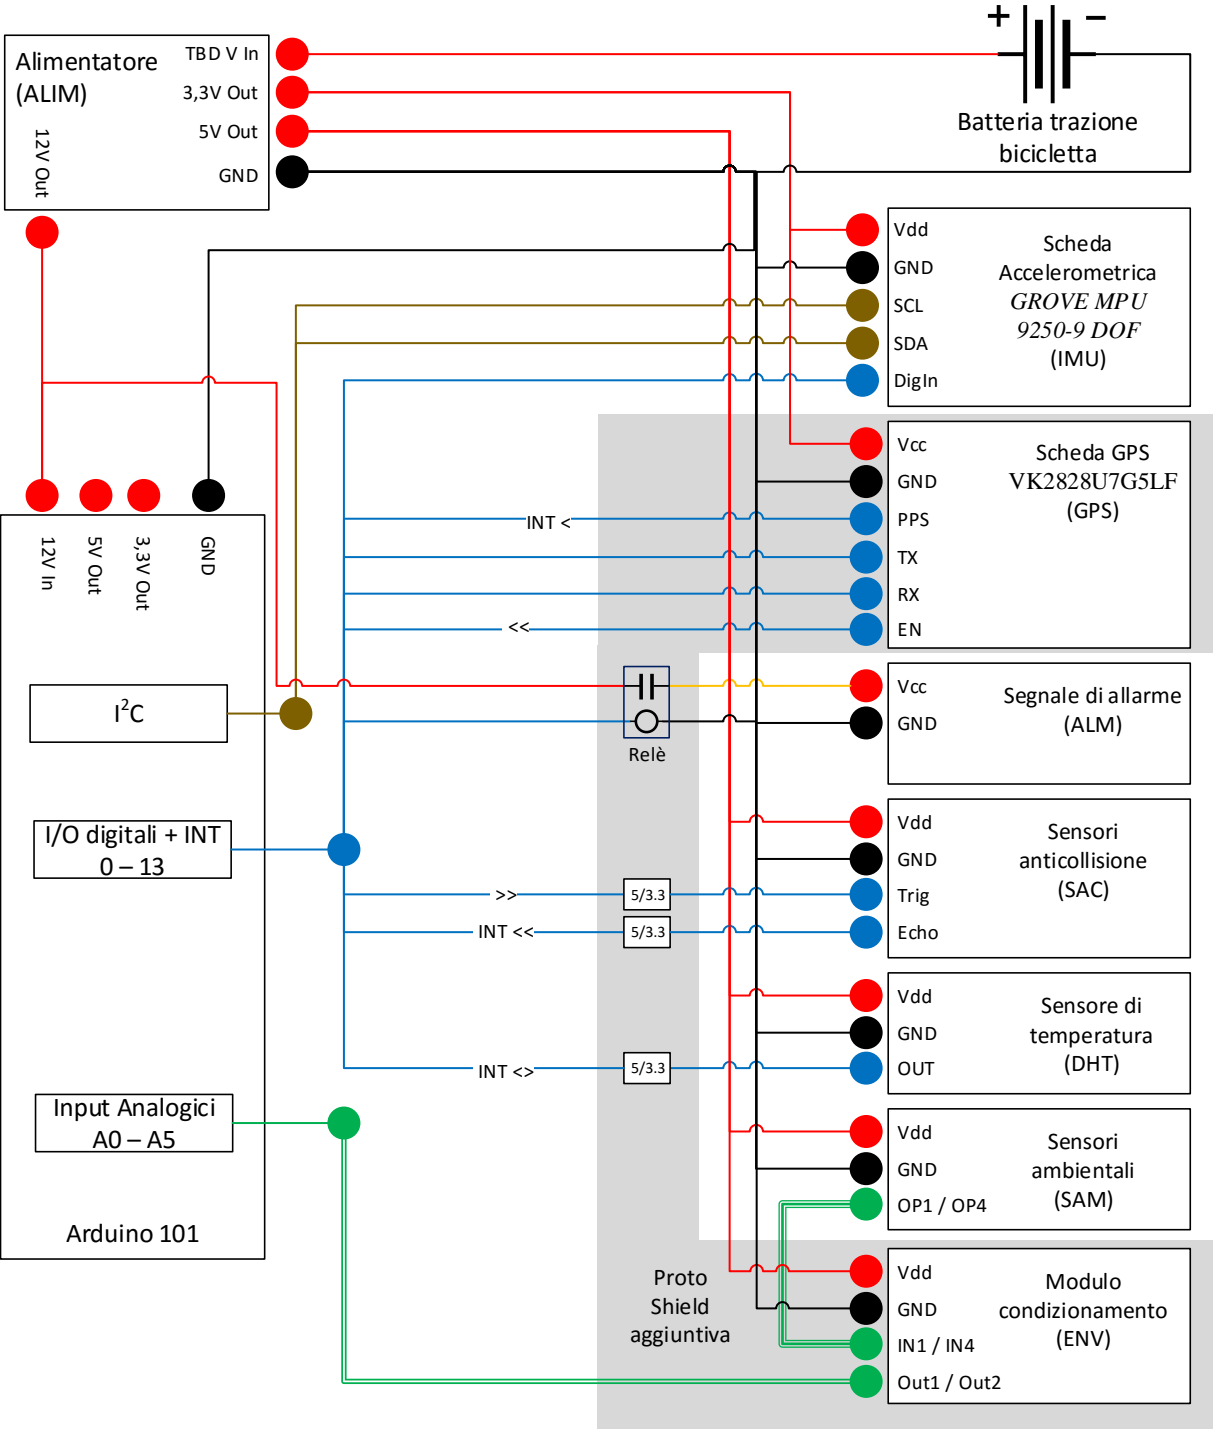 Alimentatore
(ALIM)
TBD V In
3,3V Out
5V Out
GND
12V Out
+
−
Batteria trazione
bicicletta
Vdd
GND
SCL
SDA
DigIn
Scheda
Accelerometrica
GROVE MPU
9250-9 DOF
(IMU)
Vcc
GND
PPS
TX
RX
EN
Scheda GPS
VK2828U7G5LF
(GPS)
INT <
<<
12V In
5V Out
3,3V Out
GND
I²C
I/O digitali + INT
0 – 13
Input Analogici
A0 – A5
Arduino 101
Relè
Vcc
GND
Segnale di allarme
(ALM)
Vdd
GND
Trig
Echo
Sensori
anticollisione
(SAC)
>>
5/3.3
INT <<
5/3.3
Vdd
GND
OUT
Sensore di
temperatura
(DHT)
INT <>
5/3.3
Vdd
GND
OP1 / OP4
Sensori
ambientali
(SAM)
Proto
Shield
aggiuntiva
Vdd
GND
IN1 / IN4
Out1 / Out2
Modulo
condizionamento
(ENV)